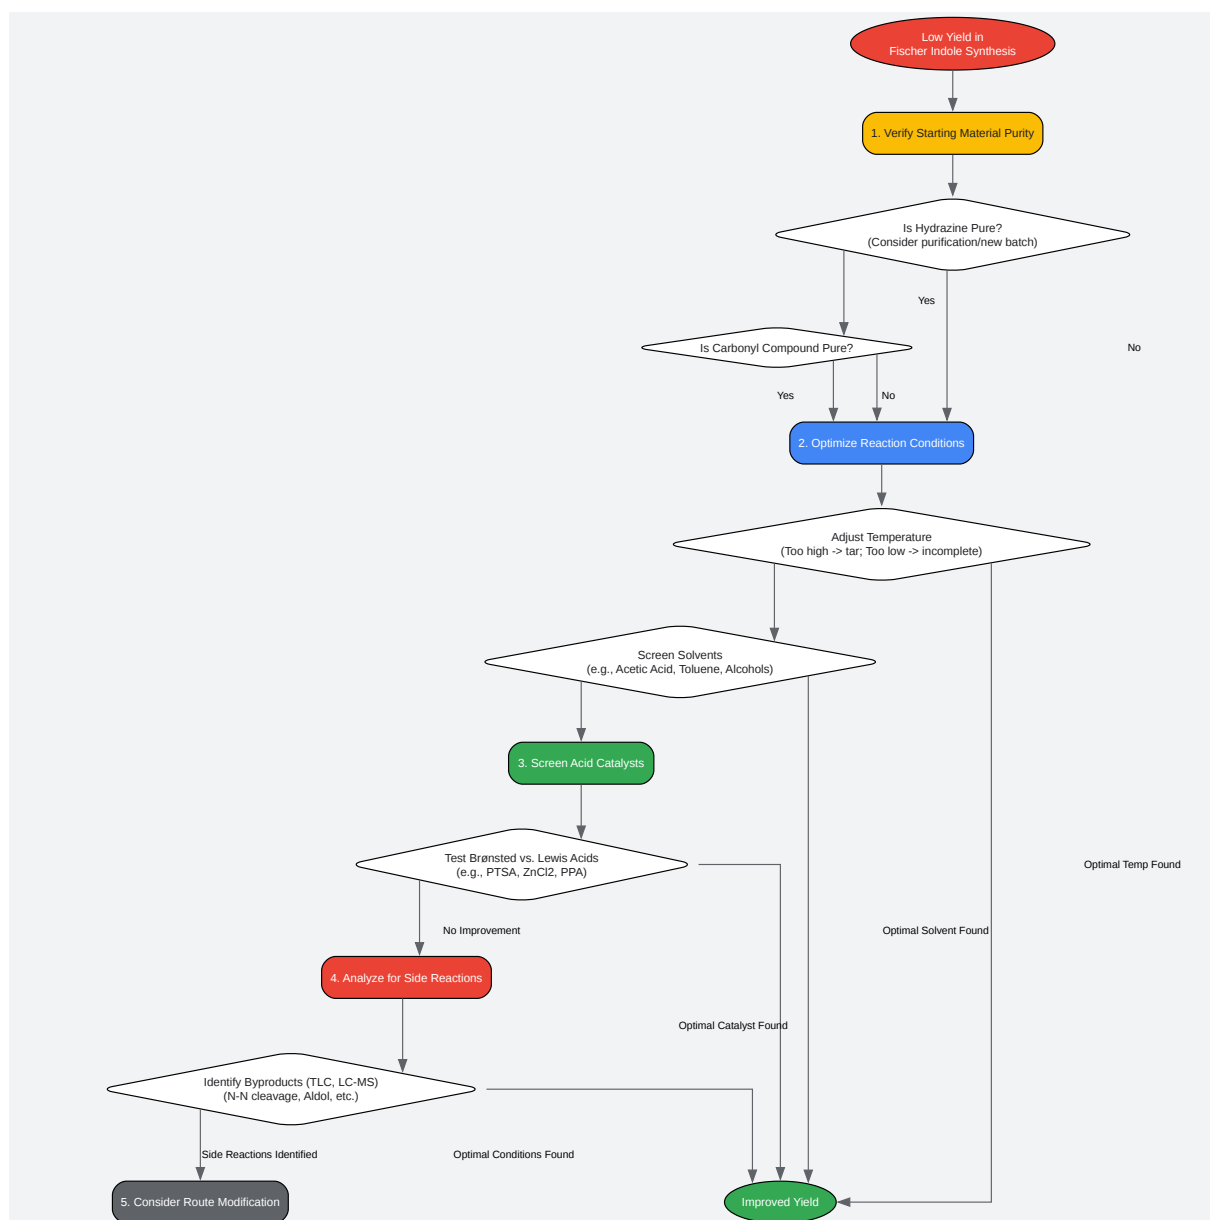 Low Yield in
Fischer Indole Synthesis
1. Verify Starting Material Purity
Is Hydrazine Pure?
(Consider purification/new batch)
Yes
No
Is Carbonyl Compound Pure?
Yes
No
2. Optimize Reaction Conditions
Adjust Temperature
(Too high -> tar; Too low -> incomplete)
Screen Solvents
(e.g., Acetic Acid, Toluene, Alcohols)
3. Screen Acid Catalysts
Test Brønsted vs. Lewis Acids
(e.g., PTSA, ZnCl2, PPA)
Optimal Temp Found
No Improvement
Optimal Solvent Found
4. Analyze for Side Reactions
Optimal Catalyst Found
Identify Byproducts (TLC, LC-MS)
(N-N cleavage, Aldol, etc.)
Side Reactions Identified
Optimal Conditions Found
5. Consider Route Modification
Improved Yield